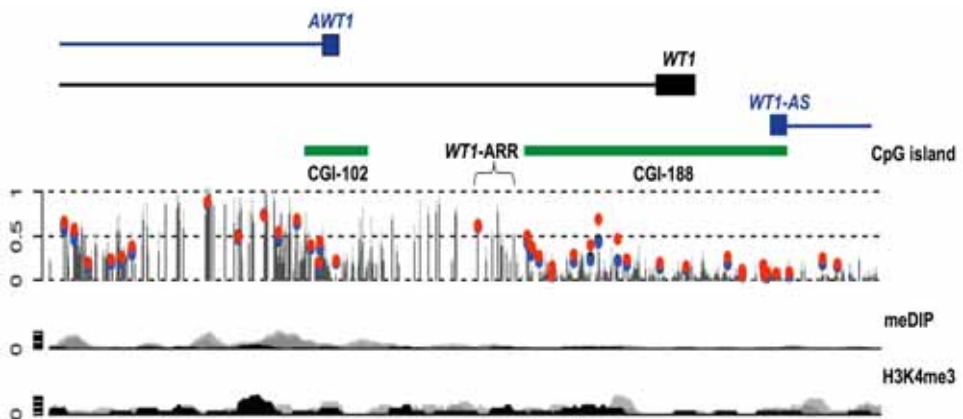 AWT1
WT1
WT1-AS
CpG island
WT1-ARR
CGI-102
CGI-188
1
0.5
0
meDIP
0
H3K4me3
0